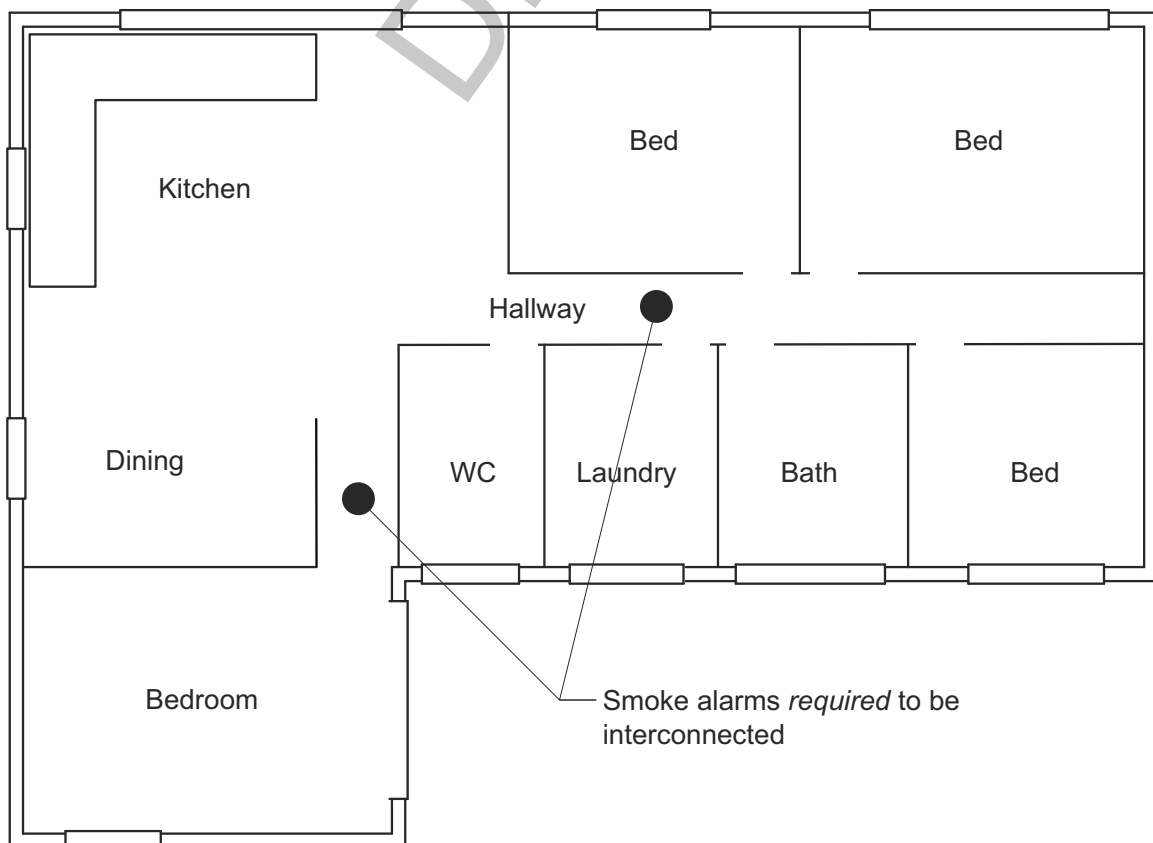 Bed
Bed
Kitchen
Hallway
Dining
WC
Laundry
Bath
Bed
Bedroom
Smoke alarms required to be
interconnected